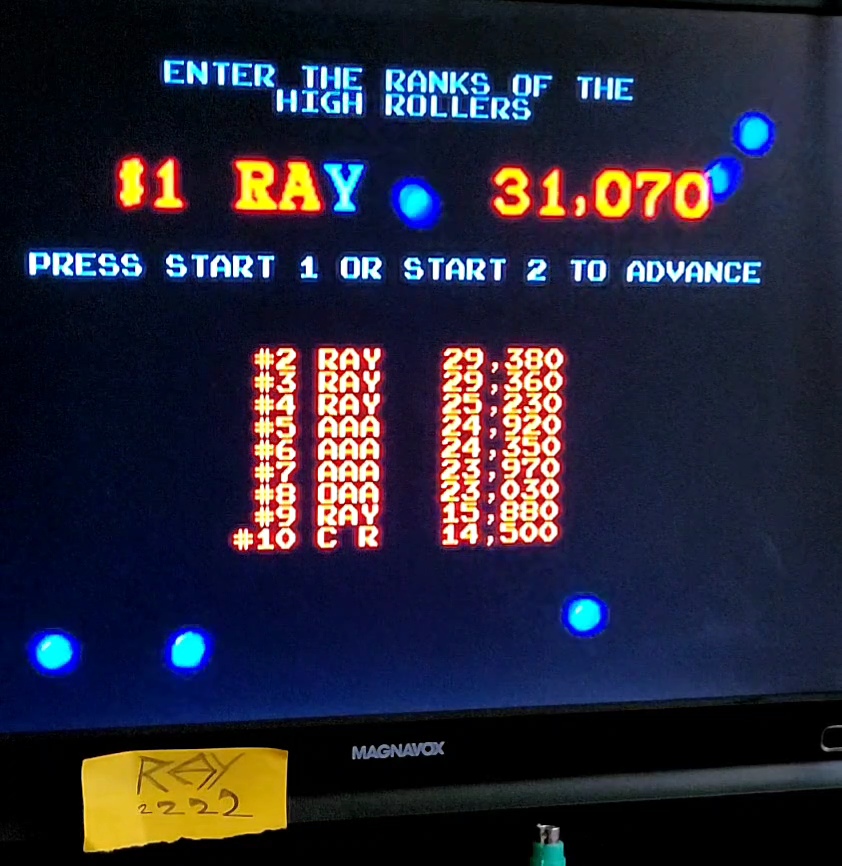 ENTER THE RANKS OF THE
HIGH ROLLERS
#1 RAY 31,070
PRESS START 1 OR START 2 TO ADVANCE
#2 RAY 29,380
#3 RAY 29,360
#4 RAY 25,230
#5 AAA 24,920
#6 AAA 24,350
#7 AAA 23,970
#8 OAA 23,030
#9 RAY 15,880
#10 C R 14,500
MAGNAVOX
RAY
2222